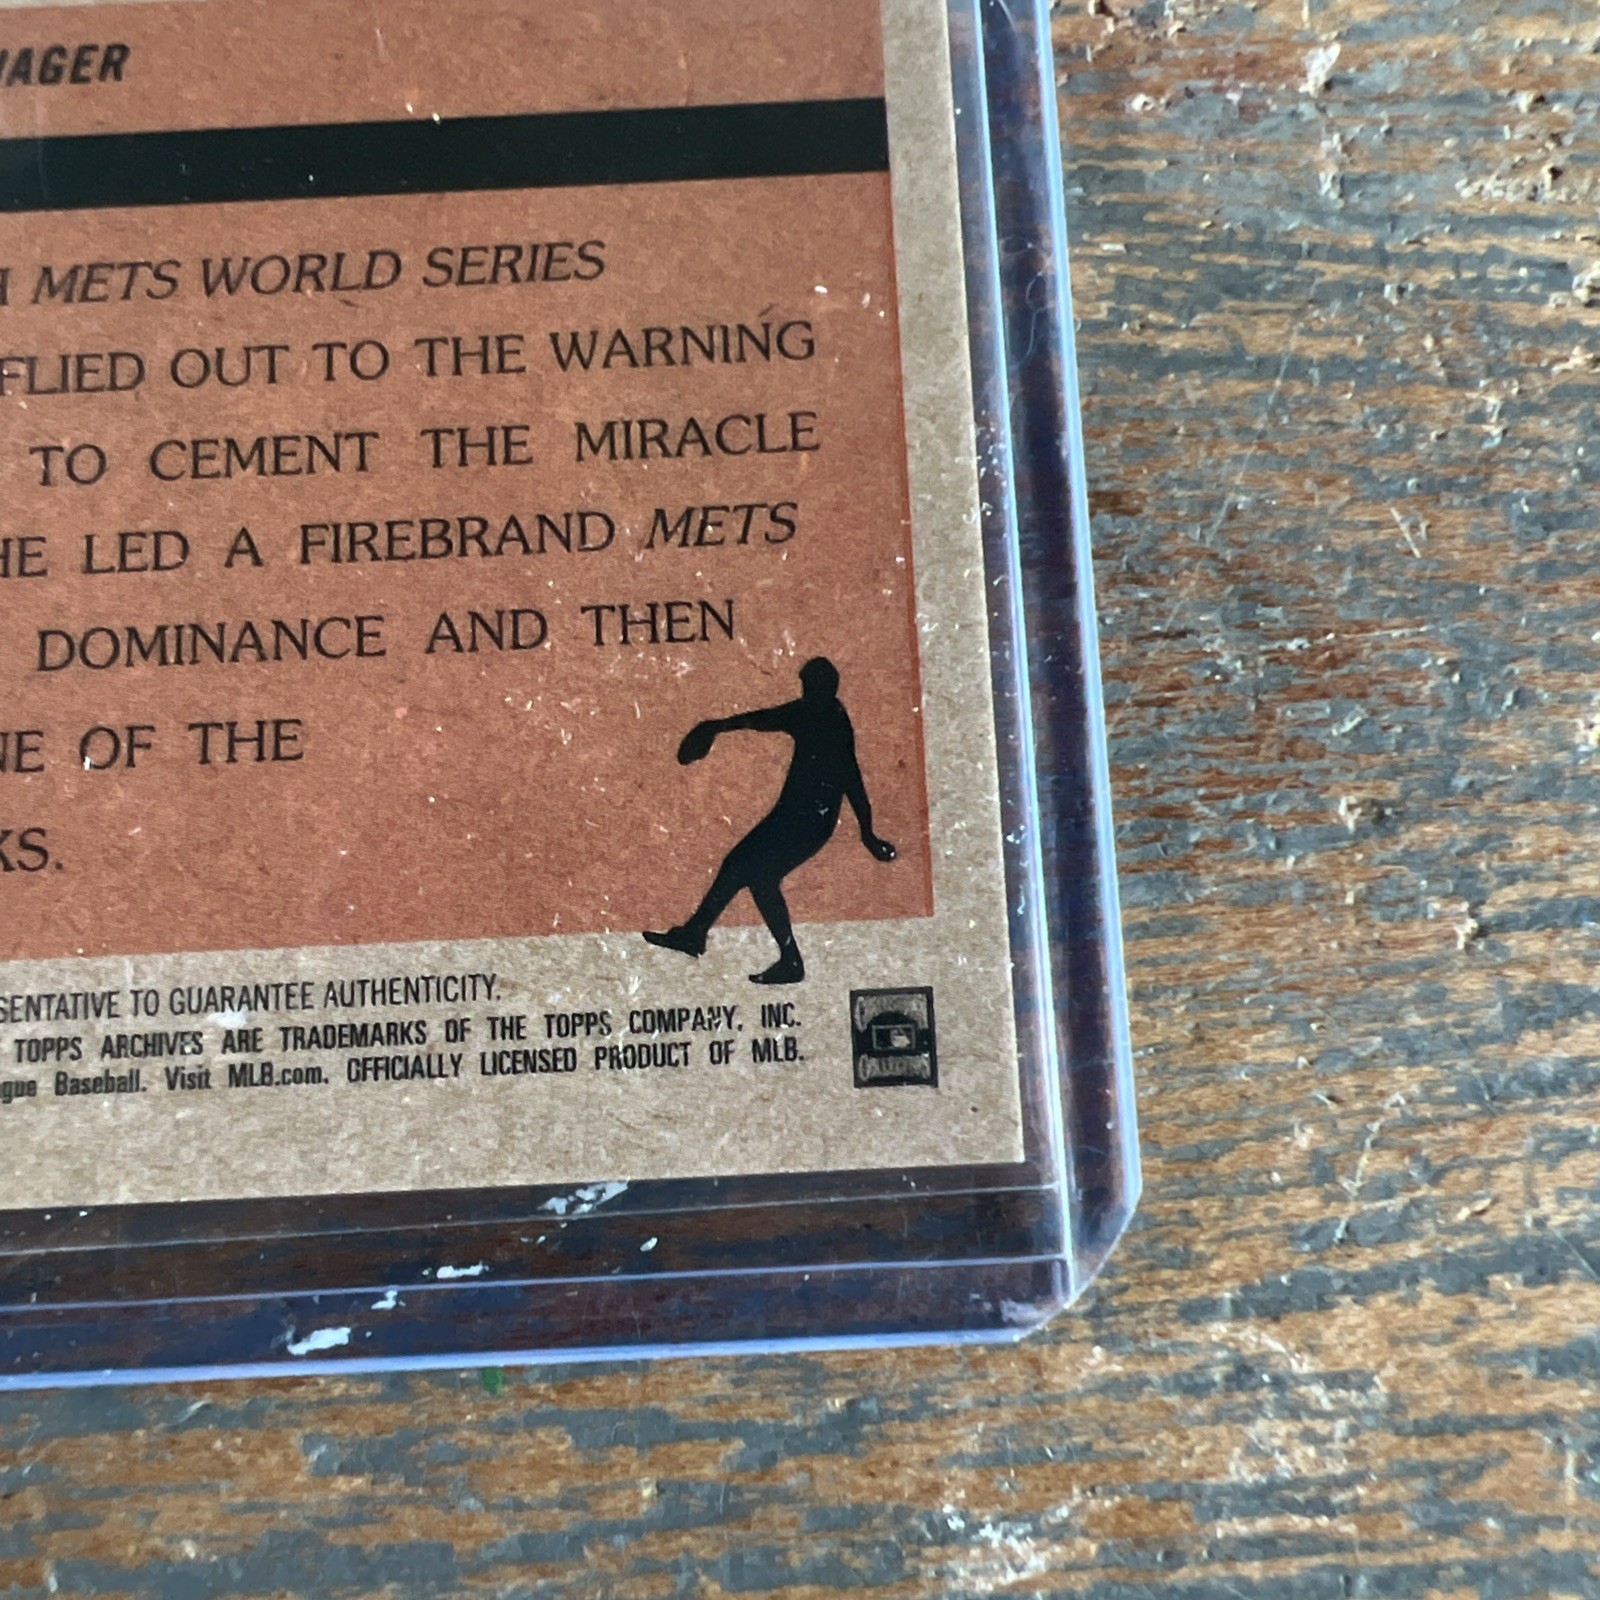 AGER
METS WORLD SERIES
FLIED OUT TO THE WARNING
TO CEMENT THE MIRACLE
HE LED A FIREBRAND METS
DOMINANCE AND THEN
NE OF THE
KS.
SENTATIVE TO GUARANTEE AUTHENTICITY.
TOPPS ARCHIVES ARE TRADEMARKS OF THE TOPPS COMPANY, INC.
gue Baseball. Visit MLB.com. OFFICIALLY LICENSED PRODUCT OF MLB.